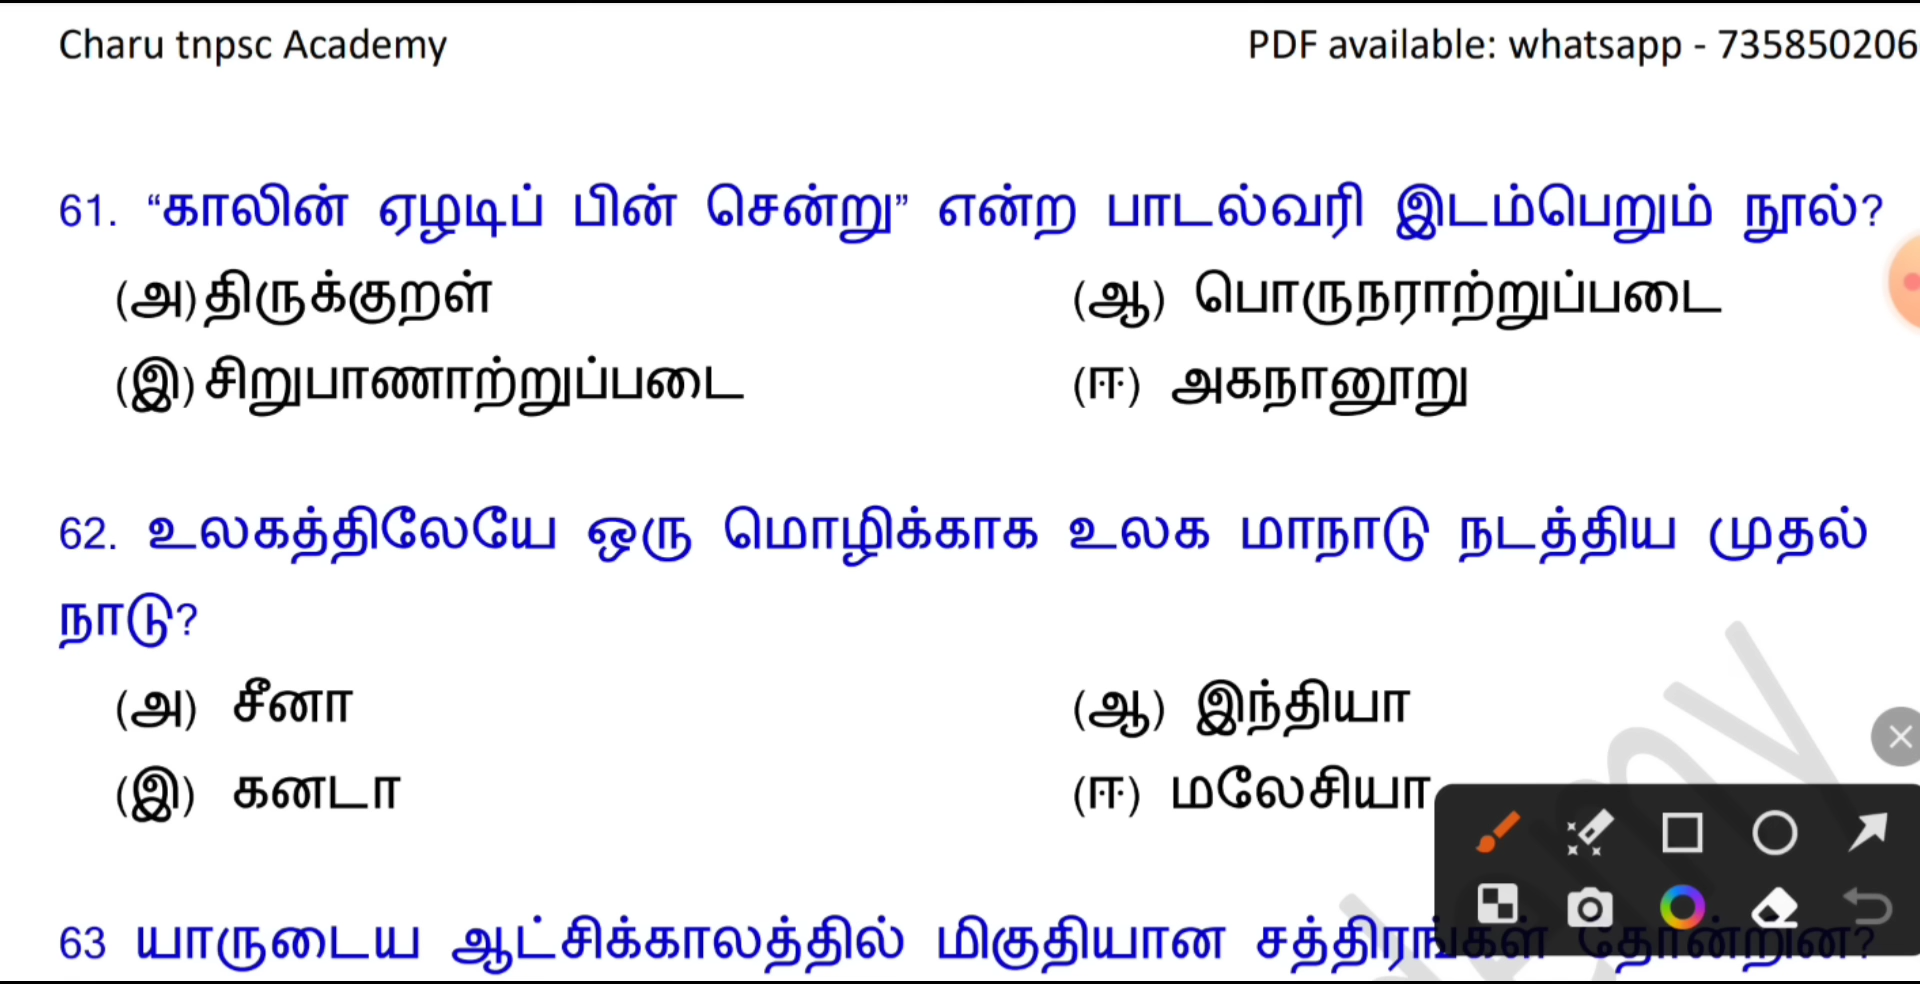 Charu tnpsc Academy
PDF available: whatsapp - 735850206
61. “காலின் ஏழடிப் பின் சென்று” என்ற பாடல்வரி இடம்பெறும் நூல்?
(அ) திருக்குறள்
(ஆ) பொருநராற்றுப்படை
(இ) சிறுபாணாற்றுப்படை
(ஈ) அகநானூறு
62. உலகத்திலேயே ஒரு மொழிக்காக உலக மாநாடு நடத்திய முதல்
நாடு?
(அ) சீனா
(ஆ) இந்தியா
(இ) கனடா
(ஈ) மலேசியா
63 யாருடைய ஆட்சிக்காலத்தில் மிகுதியான சத்திரங்கள் தோன்றின?